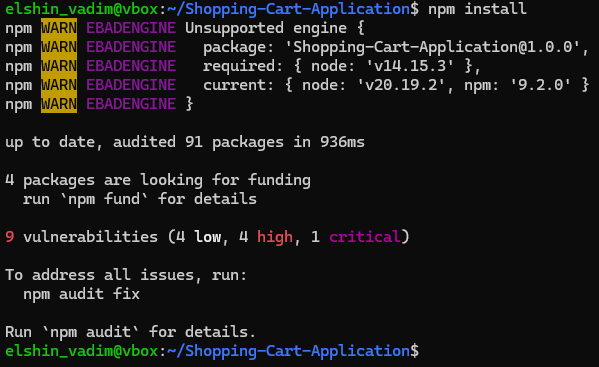 elshin_vadim@vbox:~/Shopping-Cart-Application$ npm install
npm WARN EBADENGINE Unsupported engine {
npm WARN EBADENGINE   package: 'Shopping-Cart-Application@1.0.0',
npm WARN EBADENGINE   required: { node: 'v14.15.3' },
npm WARN EBADENGINE   current: { node: 'v20.19.2', npm: '9.2.0' }
npm WARN EBADENGINE }
up to date, audited 91 packages in 936ms
4 packages are looking for funding
  run `npm fund` for details
9 vulnerabilities (4 low, 4 high, 1 critical)
To address all issues, run:
  npm audit fix
Run `npm audit` for details.
elshin_vadim@vbox:~/Shopping-Cart-Application$